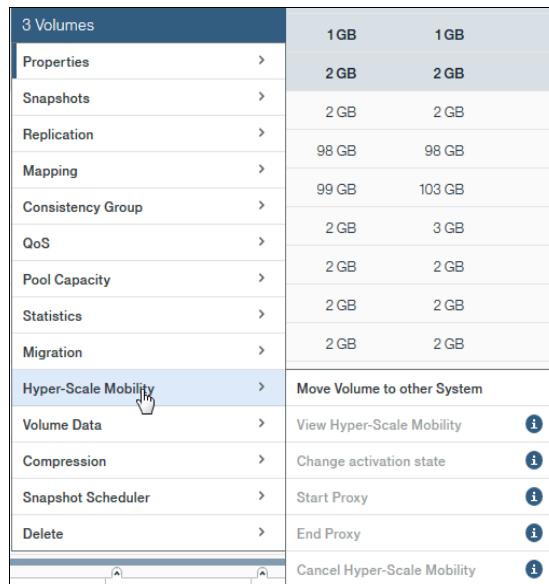 3 Volumes
Properties
Snapshots
Replication
Mapping
Consistency Group
QoS
Pool Capacity
Statistics
Migration
Hyper-Scale Mobility
Volume Data
Compression
Snapshot Scheduler
Delete
1 GB 1 GB
2 GB 2 GB
2 GB 2 GB
98 GB 98 GB
99 GB 103 GB
2 GB 3 GB
2 GB 2 GB
2 GB 2 GB
2 GB 2 GB
Move Volume to other System
View Hyper-Scale Mobility
Change activation state
Start Proxy
End Proxy
Cancel Hyper-Scale Mobility